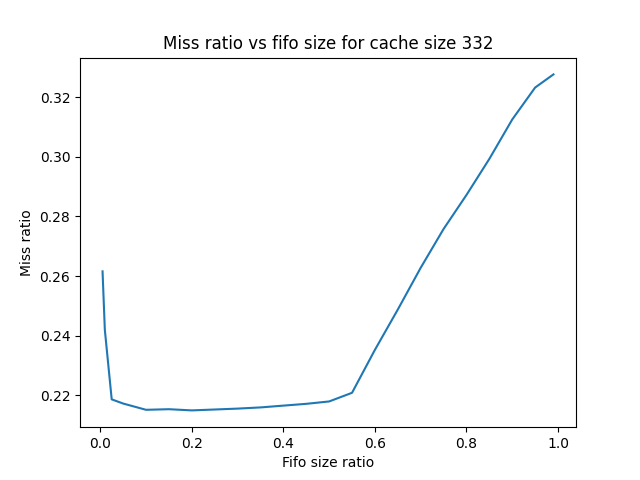 Miss ratio vs fifo size for cache size 332
0.32
0.30
0.28
0.26
0.24
0.22
Miss ratio
0.0 0.2 0.4 0.6 0.8 1.0
Fifo size ratio